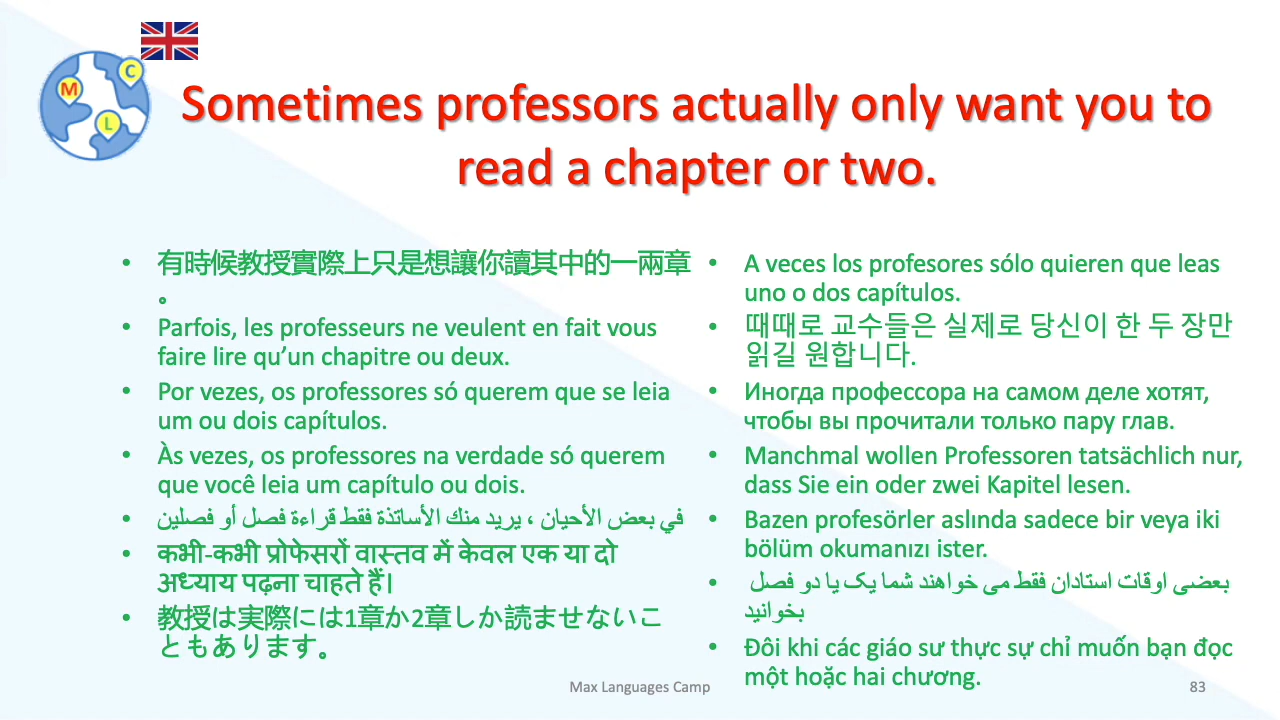 M
C
L
Sometimes professors actually only want you to
read a chapter or two.
• 有時候教授實際上只是想讓你讀其中的一兩章
。
• Parfois, les professeurs ne veulent en fait vous
faire lire qu’un chapitre ou deux.
• Por vezes, os professores só querem que se leia
um ou dois capítulos.
• Às vezes, os professores na verdade só querem
que você leia um capítulo ou dois.
• في بعض الأحيان ، يريد منك الأساتذة فقط قراءة فصل أو فصلين
• कभी-कभी प्रोफेसरों वास्तव में केवल एक या दो
अध्याय पढ़ना चाहते हैं।
• 教授は実際には1章か2章しか読ませないこ
ともあります。
• A veces los profesores sólo quieren que leas
uno o dos capítulos.
• 때때로 교수들은 실제로 당신이 한 두 장만
읽길 원합니다.
• Иногда профессора на самом деле хотят,
чтобы вы прочитали только пару глав.
• Manchmal wollen Professoren tatsächlich nur,
dass Sie ein oder zwei Kapitel lesen.
• Bazen profesörler aslında sadece bir veya iki
bölüm okumanızı ister.
• بعضی اوقات استادان فقط می خواهند شما یک یا دو فصل
بخوانید
• Đôi khi các giáo sư thực sự chỉ muốn bạn đọc
một hoặc hai chương.
Max Languages Camp
83